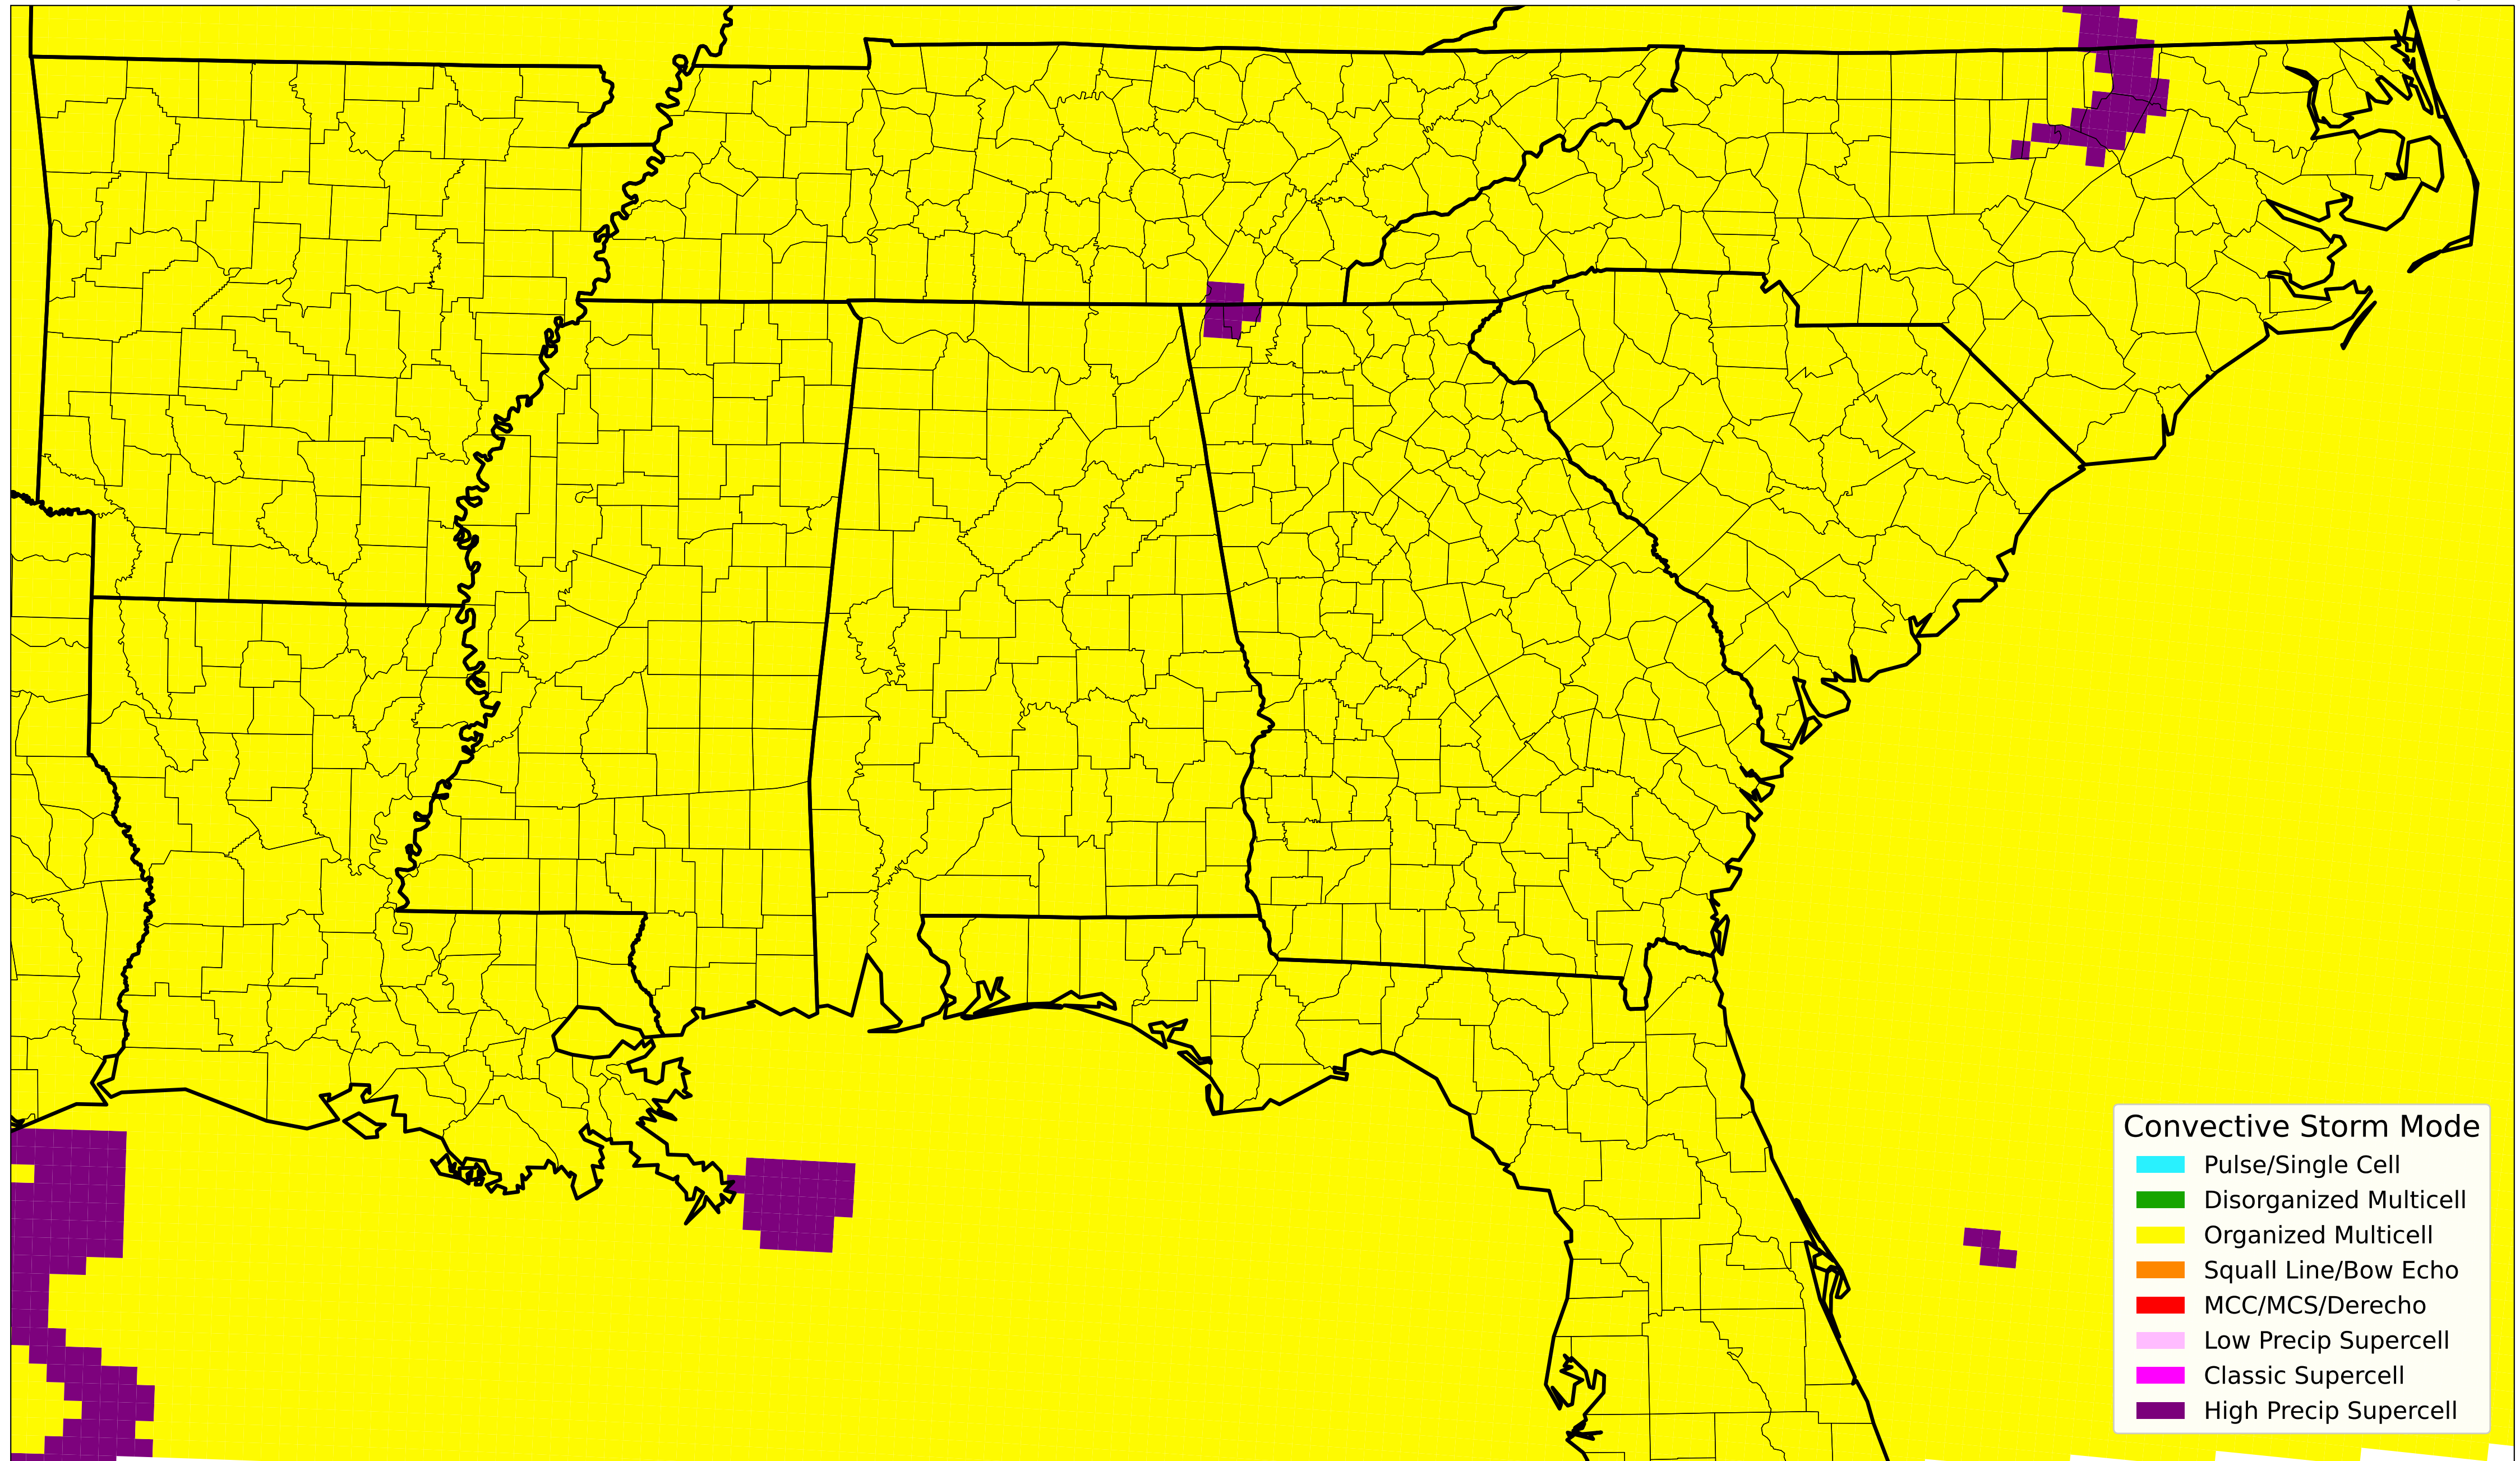 Convective Storm Mode
Pulse/Single Cell
Disorganized Multicell
Organized Multicell
Squall Line/Bow Echo
MCC/MCS/Derecho
Low Precip Supercell
Classic Supercell
High Precip Supercell